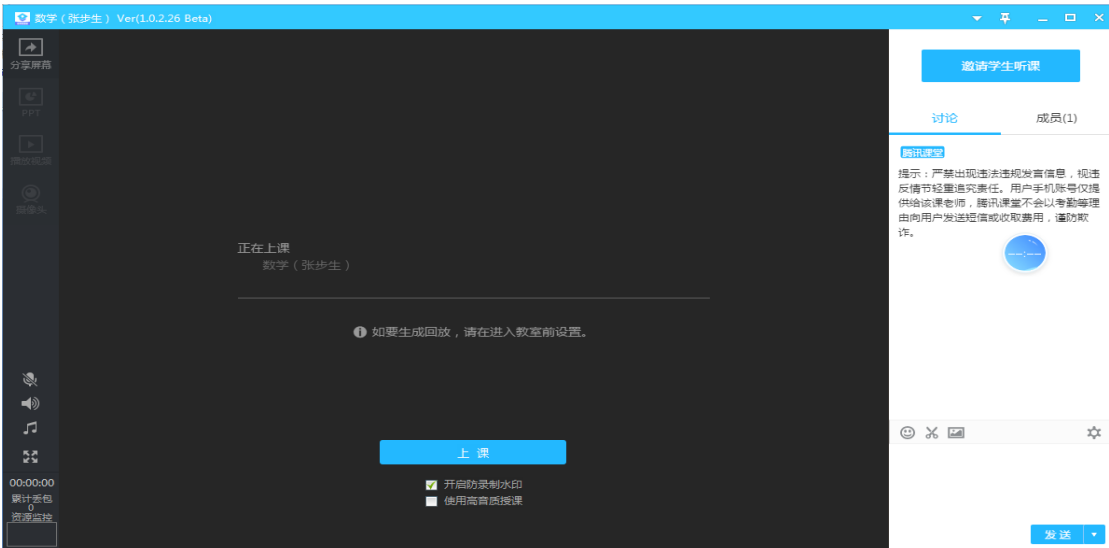 数学（张步生） Ver(1.0.2.26 Beta)
分享屏幕
PPT
播放视频
摄像头
正在上课
数学（张步生）
如要生成回放，请在进入教室前设置。
上 课
开启防录制水印
使用高音质授课
00:00:00
累计丢包
0
资源监控
邀请学生听课
讨论 成员(1)
腾讯课堂
提示：严禁出现违法违规发言信息，视违
反情节轻重追究责任。用户手机账号仅提
供给该课老师，腾讯课堂不会以考勤等理
由向用户发送短信或收取费用，谨防欺
诈。
--:--
发送